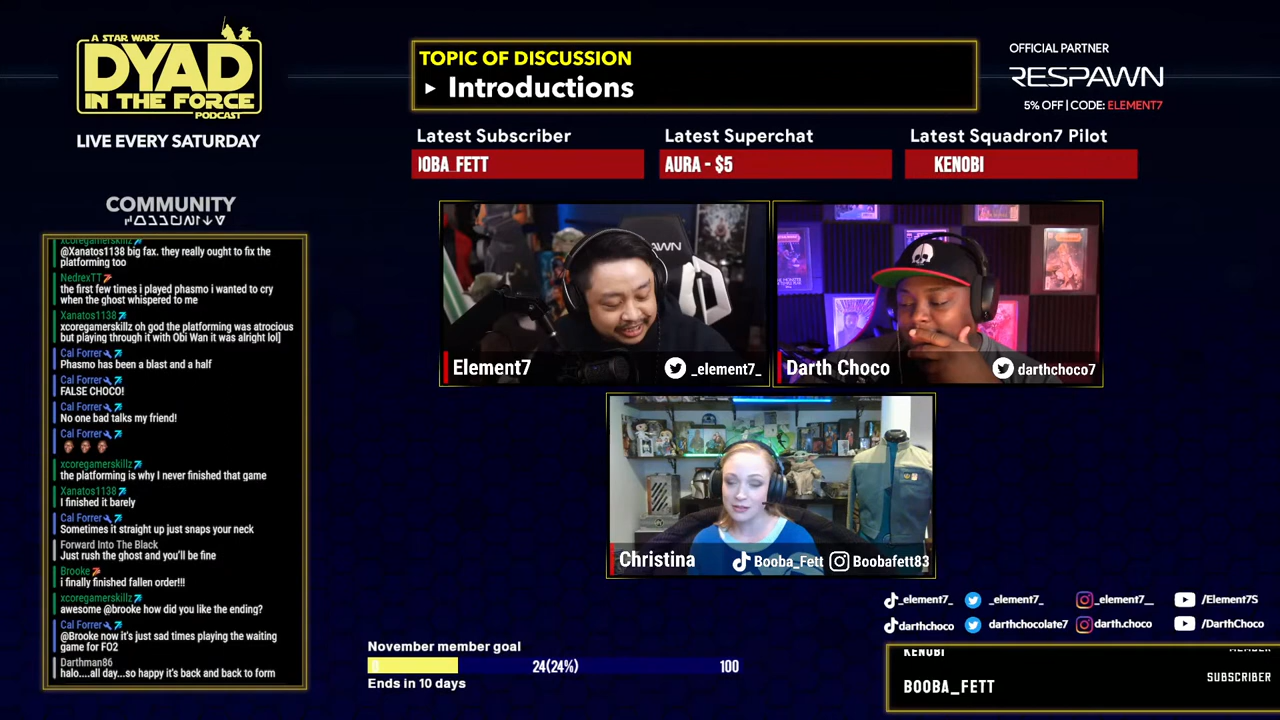 A STAR WARS
DYAD
IN THE FORCE
PODCAST
LIVE EVERY SATURDAY
TOPIC OF DISCUSSION
► Introductions
OFFICIAL PARTNER
RESPAWN
5% OFF | CODE: ELEMENT7
Latest Subscriber
Latest Superchat
Latest Squadron7 Pilot
OOBA_FETT
AURA - $5
KENOBI
COMMUNITY
xcoregamerskillz
@Xanatos1138 big fax. they really ought to fix the
platforming too
NedrexTT
the first few times i played phasmo i wanted to cry
when the ghost whispered to me
Xanatos1138
xcoregamerskillz oh god the platforming was atrocious
but playing through it with Obi Wan it was alright lol]
Cal Forrer
Phasmo has been a blast and a half
Cal Forrer
FALSE CHOCO!
Cal Forrer
No one bad talks my friend!
Cal Forrer
xcoregamerskillz
the platforming is why I never finished that game
Xanatos1138
I finished it barely
Cal Forrer
Sometimes it straight up just snaps your neck
Forward Into The Black
Just rush the ghost and you'll be fine
Brooke
i finally finished fallen order!!!
xcoregamerskillz
awesome @brooke how did you like the ending?
Cal Forrer
@Brooke now it's just sad times playing the waiting
game for FO2
Darthman86
halo....all day...so happy it's back and back to form
RESPAWN
Element7
_element7_
Darth Choco
darthchoco7
Christina
Booba_Fett
Boobafett83
November member goal
0
24(24%)
100
Ends in 10 days
_element7_
_element7_
_element7__
/Element7S
darthchoco
darthchocolate7
darth.choco
/DarthChoco
KENOBI
MEMBER
BOOBA_FETT
SUBSCRIBER